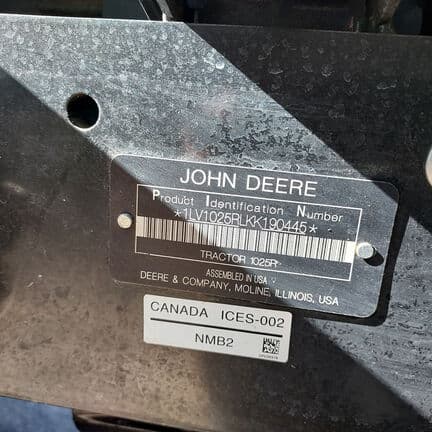 JOHN DEERE
Product Identification Number
*1LV1025RLKK190445*
TRACTOR 1025R
ASSEMBLED IN USA
DEERE & COMPANY, MOLINE, ILLINOIS, USA
CANADA ICES-002
NMB2